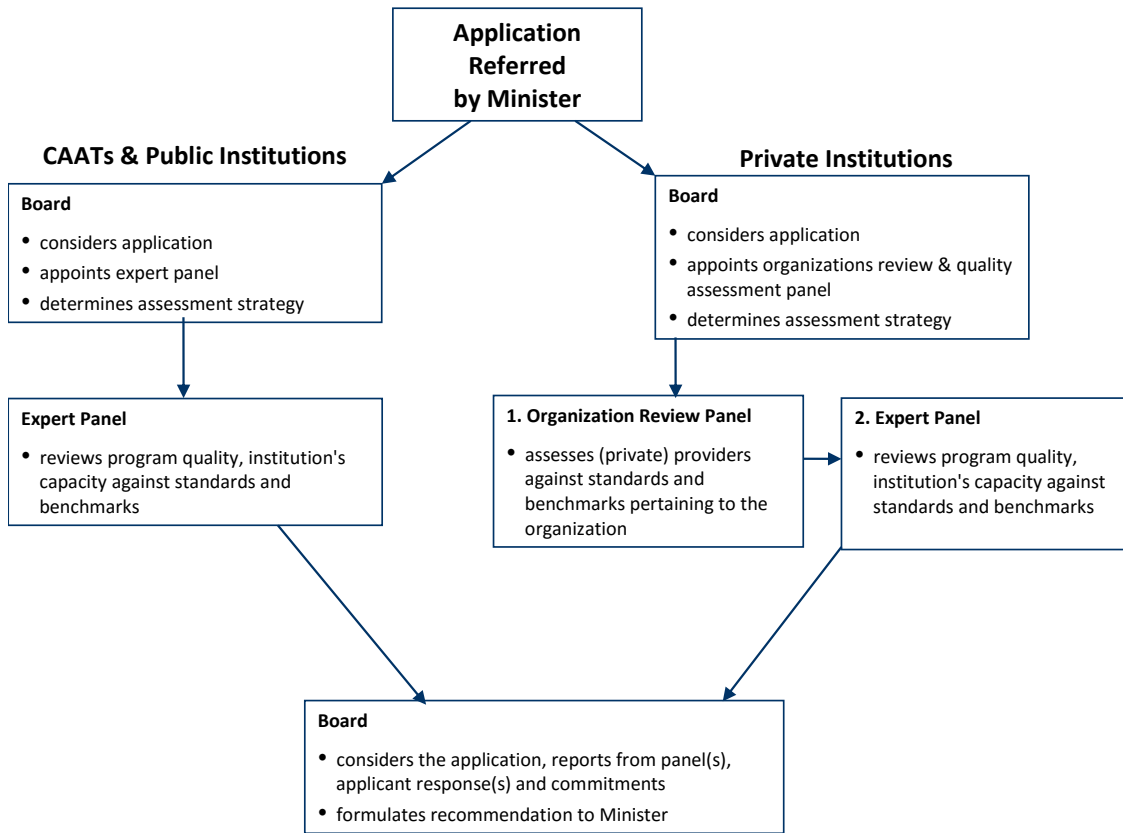 Application
Referred
by Minister
CAATs & Public Institutions
Board
• considers application
• appoints expert panel
• determines assessment strategy
Private Institutions
Board
• considers application
• appoints organizations review & quality
assessment panel
• determines assessment strategy
Expert Panel
• reviews program quality, institution's
capacity against standards and
benchmarks
1. Organization Review Panel
• assesses (private) providers
against standards and
benchmarks pertaining to the
organization
2. Expert Panel
• reviews program quality,
institution's capacity against
standards and benchmarks
Board
• considers the application, reports from panel(s),
applicant response(s) and commitments
• formulates recommendation to Minister